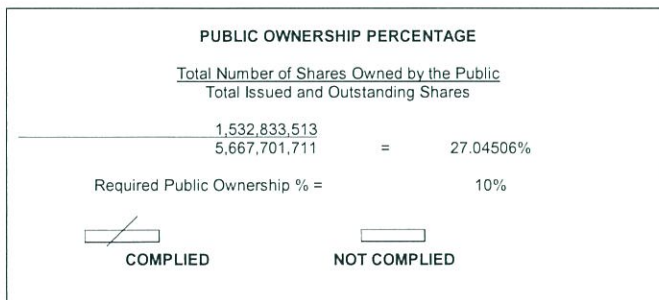 PUBLIC OWNERSHIP PERCENTAGE
Total Number of Shares Owned by the Public
Total Issued and Outstanding Shares
1,532,833,513
5,667,701,711 = 27.04506%
Required Public Ownership % = 10%
COMPLIED NOT COMPLIED